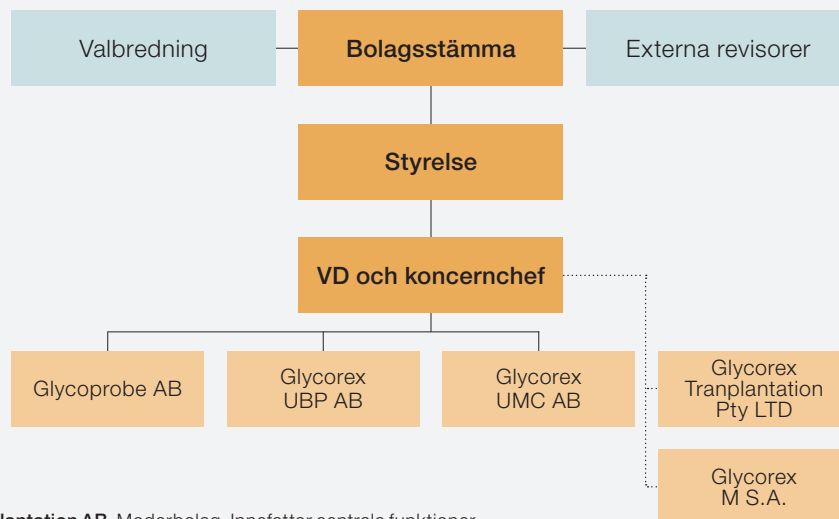 Valbredning
Bolagsstämma
Externa revisorer
Styrelse
VD och koncernchef
Glycoprobe AB
Glycorex
UBP AB
Glycorex
UMC AB
Glycorex
Tranplantation
Pty LTD
Glycorex
M S.A.